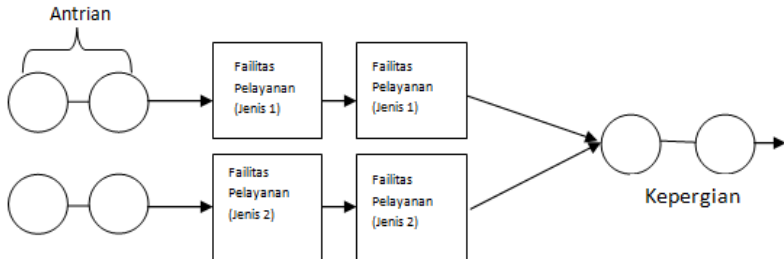 Antrian
Failitas
Pelayanan
(Jenis 1)
Failitas
Pelayanan
(Jenis 1)
Failitas
Pelayanan
(Jenis 2)
Failitas
Pelayanan
(Jenis 2)
Kepergian